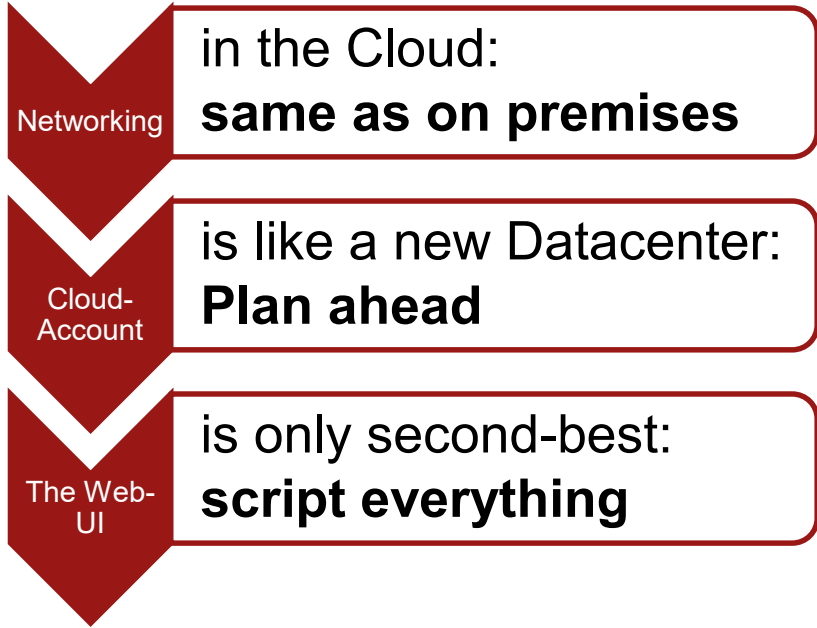 Networking
in the Cloud:
same as on premises
Cloud-
Account
is like a new Datacenter:
Plan ahead
The Web-
UI
is only second-best:
script everything